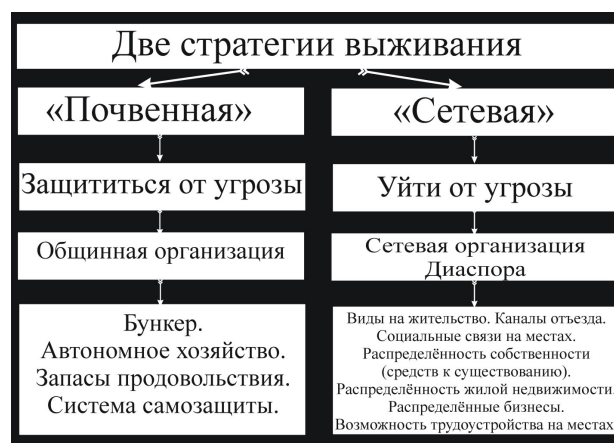 Две стратегии выживания
«Почвенная»
Защититься от угрозы
Общинная организация
Бункер.
Автономное хозяйство.
Запасы продовольствия.
Система самозащиты.
«Сетевая»
Уйти от угрозы
Сетевая организация
Диаспора
Виды на жительство. Каналы отъезда.
Социальные связи на местах.
Распределённость собственности
(средств к существованию).
Распределённость жилой недвижимости.
Распределённые бизнесы.
Возможность трудоустройства на местах